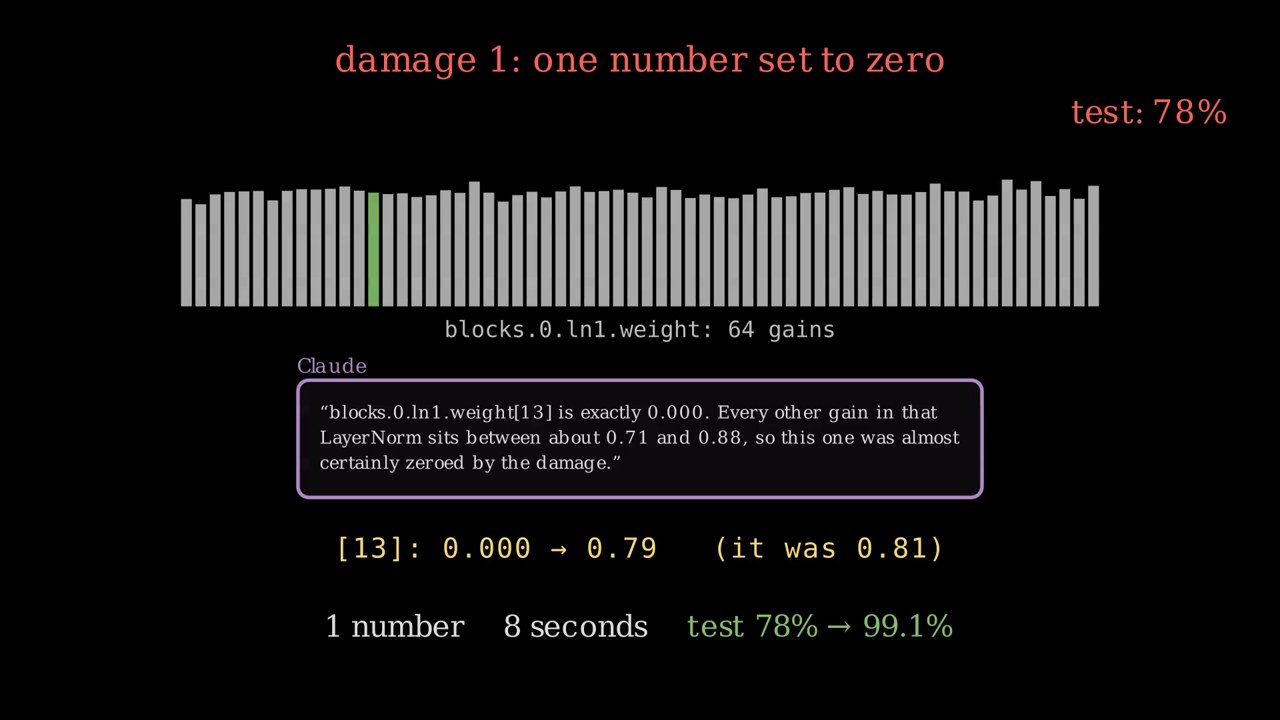 damage 1: one number set to zero
test: 78%
blocks.0.ln1.weight: 64 gains
Claude
“blocks.0.ln1.weight[13] is exactly 0.000. Every other gain in that
LayerNorm sits between about 0.71 and 0.88, so this one was almost
certainly zeroed by the damage.”
[13]: 0.000 → 0.79 (it was 0.81)
1 number 8 seconds test 78% → 99.1%